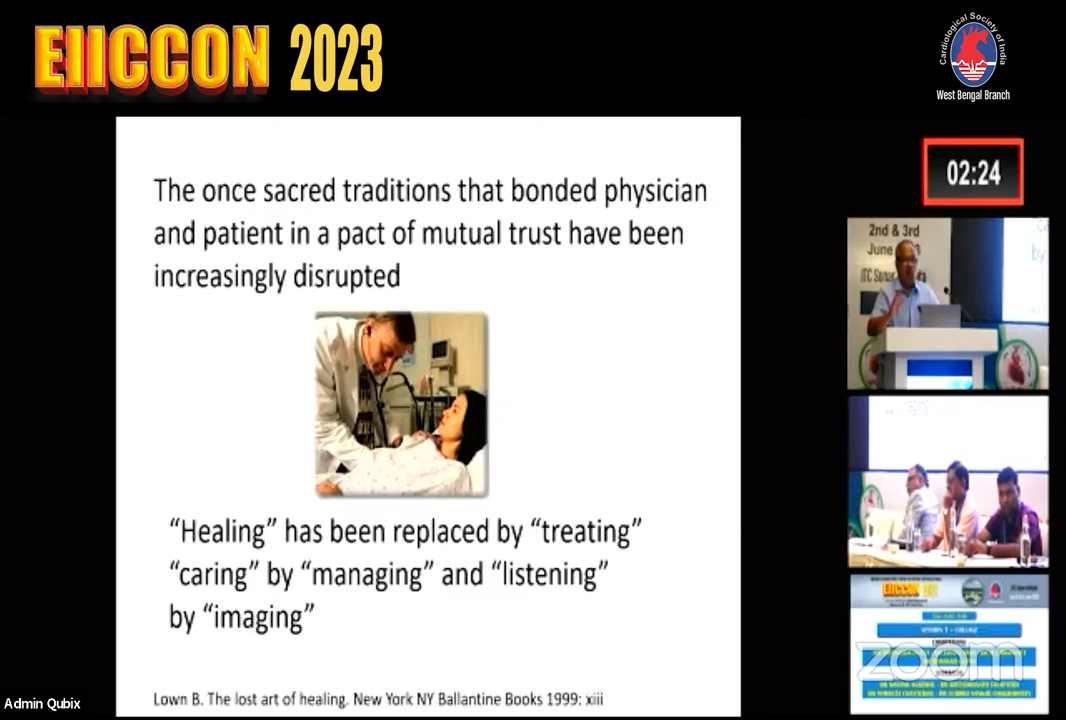 EIICCON 2023
Cardiological Society of India
West Bengal Branch
02:24
The once sacred traditions that bonded physician
and patient in a pact of mutual trust have been
increasingly disrupted
“Healing” has been replaced by “treating”
“caring” by “managing” and “listening”
by “imaging”
Lown B. The lost art of healing. New York NY Ballantine Books 1999: xiii
2nd & 3rd
June
ITC Sonar
EIICCON
zoom
Admin Qubix